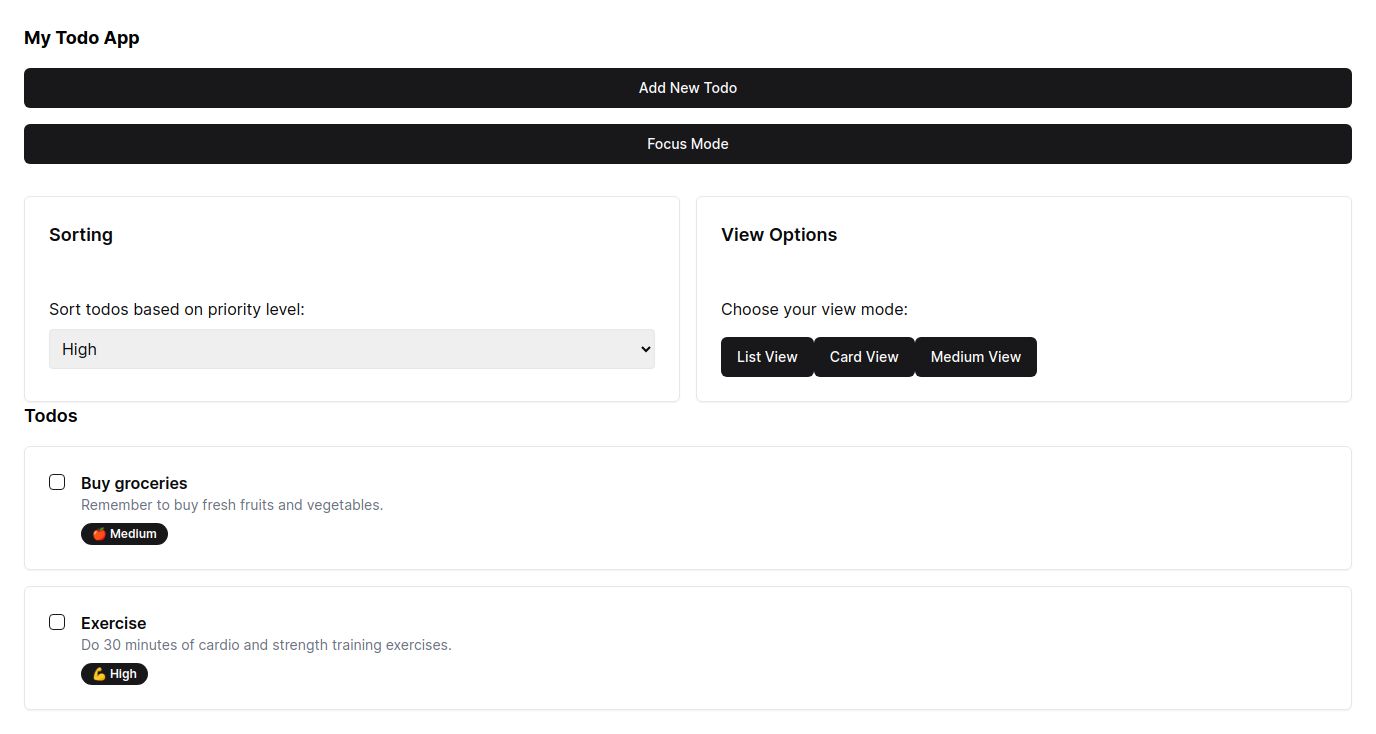 My Todo App
Add New Todo
Focus Mode
Sorting
Sort todos based on priority level:
High
View Options
Choose your view mode:
List View Card View Medium View
Todos
Buy groceries
Remember to buy fresh fruits and vegetables.
🍎 Medium
Exercise
Do 30 minutes of cardio and strength training exercises.
💪 High